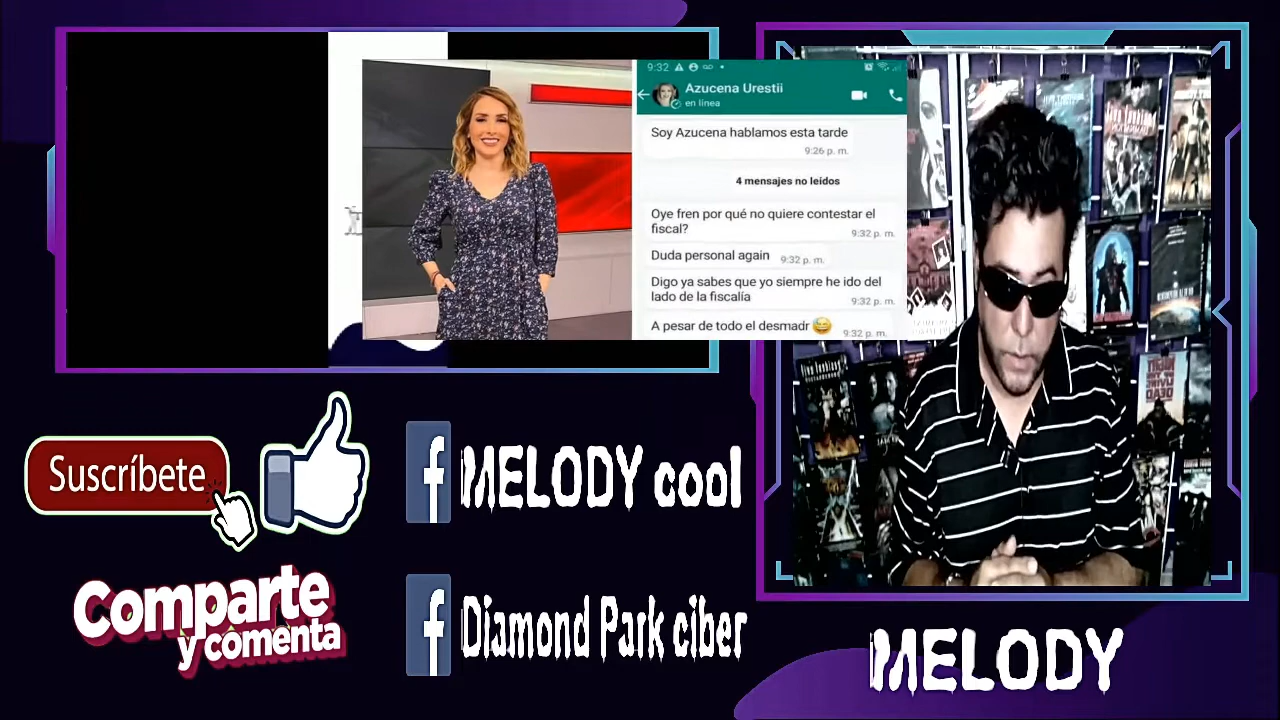 9:32
Azucena Urestii
en línea
Soy Azucena hablamos esta tarde
9:26 p. m.
4 mensajes no leídos
Oye fren por qué no quiere contestar el
fiscal?
9:32 p. m.
Duda personal again
9:32 p. m.
Digo ya sabes que yo siempre he ido del
lado de la fiscalía
9:32 p. m.
A pesar de todo el desmadr 😅
9:32 p. m.
Suscríbete
f MELODY cool
Comparte
y comenta
f Diamond Park ciber
MELODY